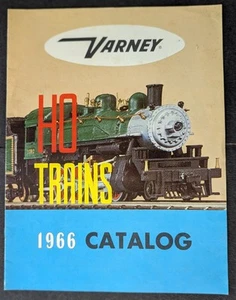 VARNEY
HO
TRAINS
1966 CATALOG